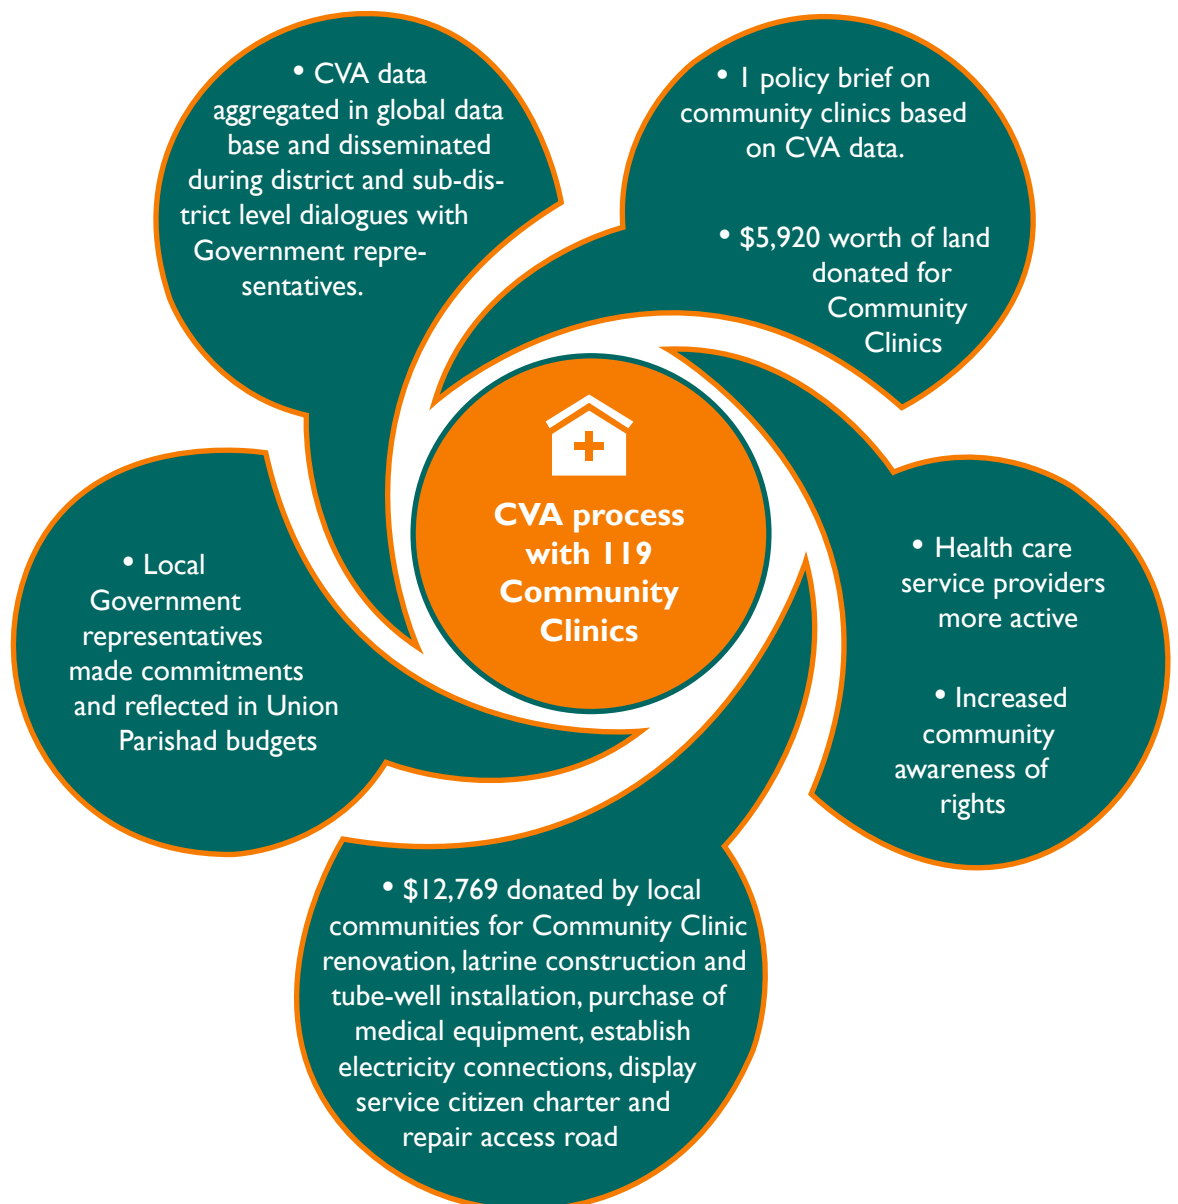 • CVA data
aggregated in global data
base and disseminated
during district and sub-dis-
trict level dialogues with
Government repre-
sentatives.
• 1 policy brief on
community clinics based
on CVA data.
• $5,920 worth of land
donated for
Community
Clinics
CVA process
with 119
Community
Clinics
• Health care
service providers
more active
• Increased
community
awareness of
rights
• Local
Government
representatives
made commitments
and reflected in Union
Parishad budgets
• $12,769 donated by local
communities for Community Clinic
renovation, latrine construction and
tube-well installation, purchase of
medical equipment, establish
electricity connections, display
service citizen charter and
repair access road